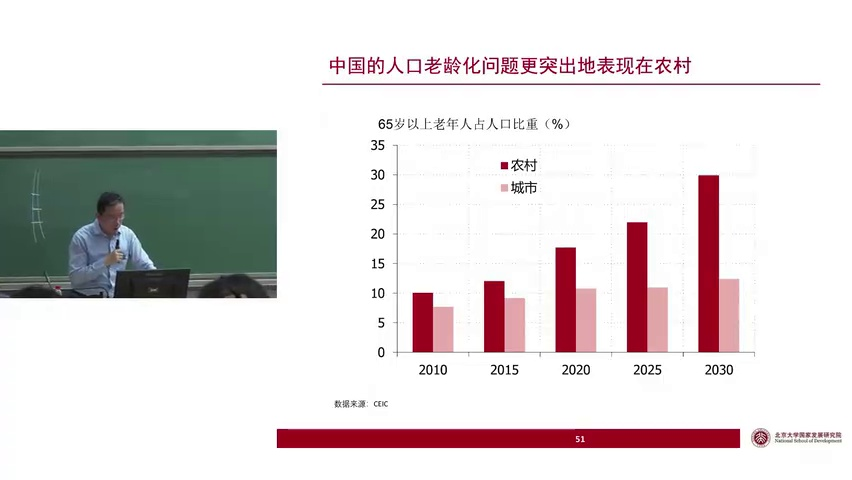 中国的人口老龄化问题更突出地表现在农村
65岁以上老年人占人口比重（%）
35
30
25
20
15
10
5
0
农村
城市
2010
2015
2020
2025
2030
数据来源：CEIC
51
北京大学国家发展研究院
National School of Development